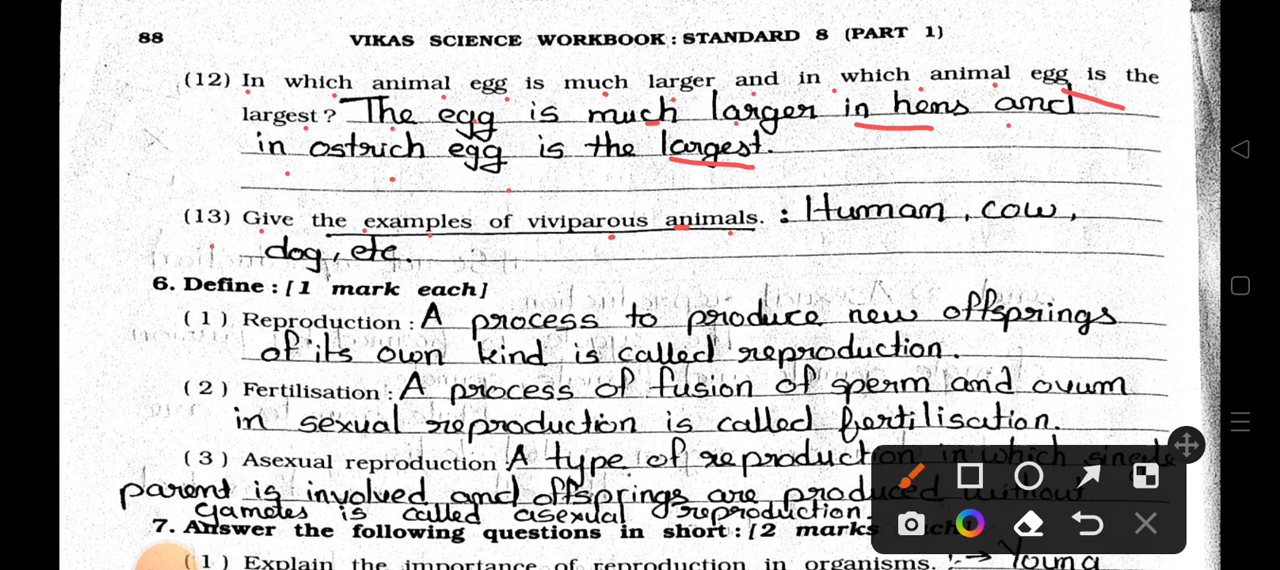 88 VIKAS SCIENCE WORKBOOK : STANDARD 8 (PART 1)
(12) In which animal egg is much larger and in which animal egg is the
largest ? The egg is much larger in hens and
in ostrich egg is the largest.
(13) Give the examples of viviparous animals. : Human, cow,
dog, etc.
6. Define : [1 mark each]
(1) Reproduction : A process to produce new offsprings
of its own kind is called reproduction.
(2) Fertilisation : A process of fusion of sperm and ovum
in sexual reproduction is called fertilisation.
(3) Asexual reproduction A type of reproduction in which single
parent is involved and offsprings are produced without
gametes is called asexual reproduction.
7. Answer the following questions in short : [2 marks
(1) Explain the importance of reproduction in organisms. :→ Young